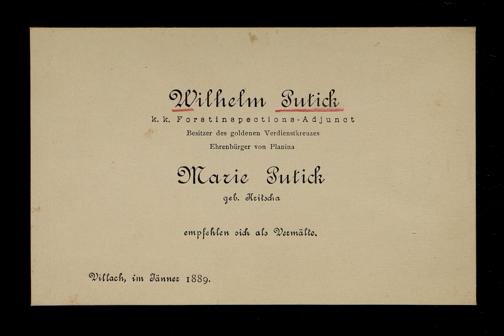 Wilhelm Putick
k. k. Forstinspections-Adjunct
Besitzer des goldenen Verdienstkreuzes
Ehrenbürger von Planina
Marie Putick
geb. Kritscha
empfehlen sich als Vermälte.
Villach, im Jänner 1889.